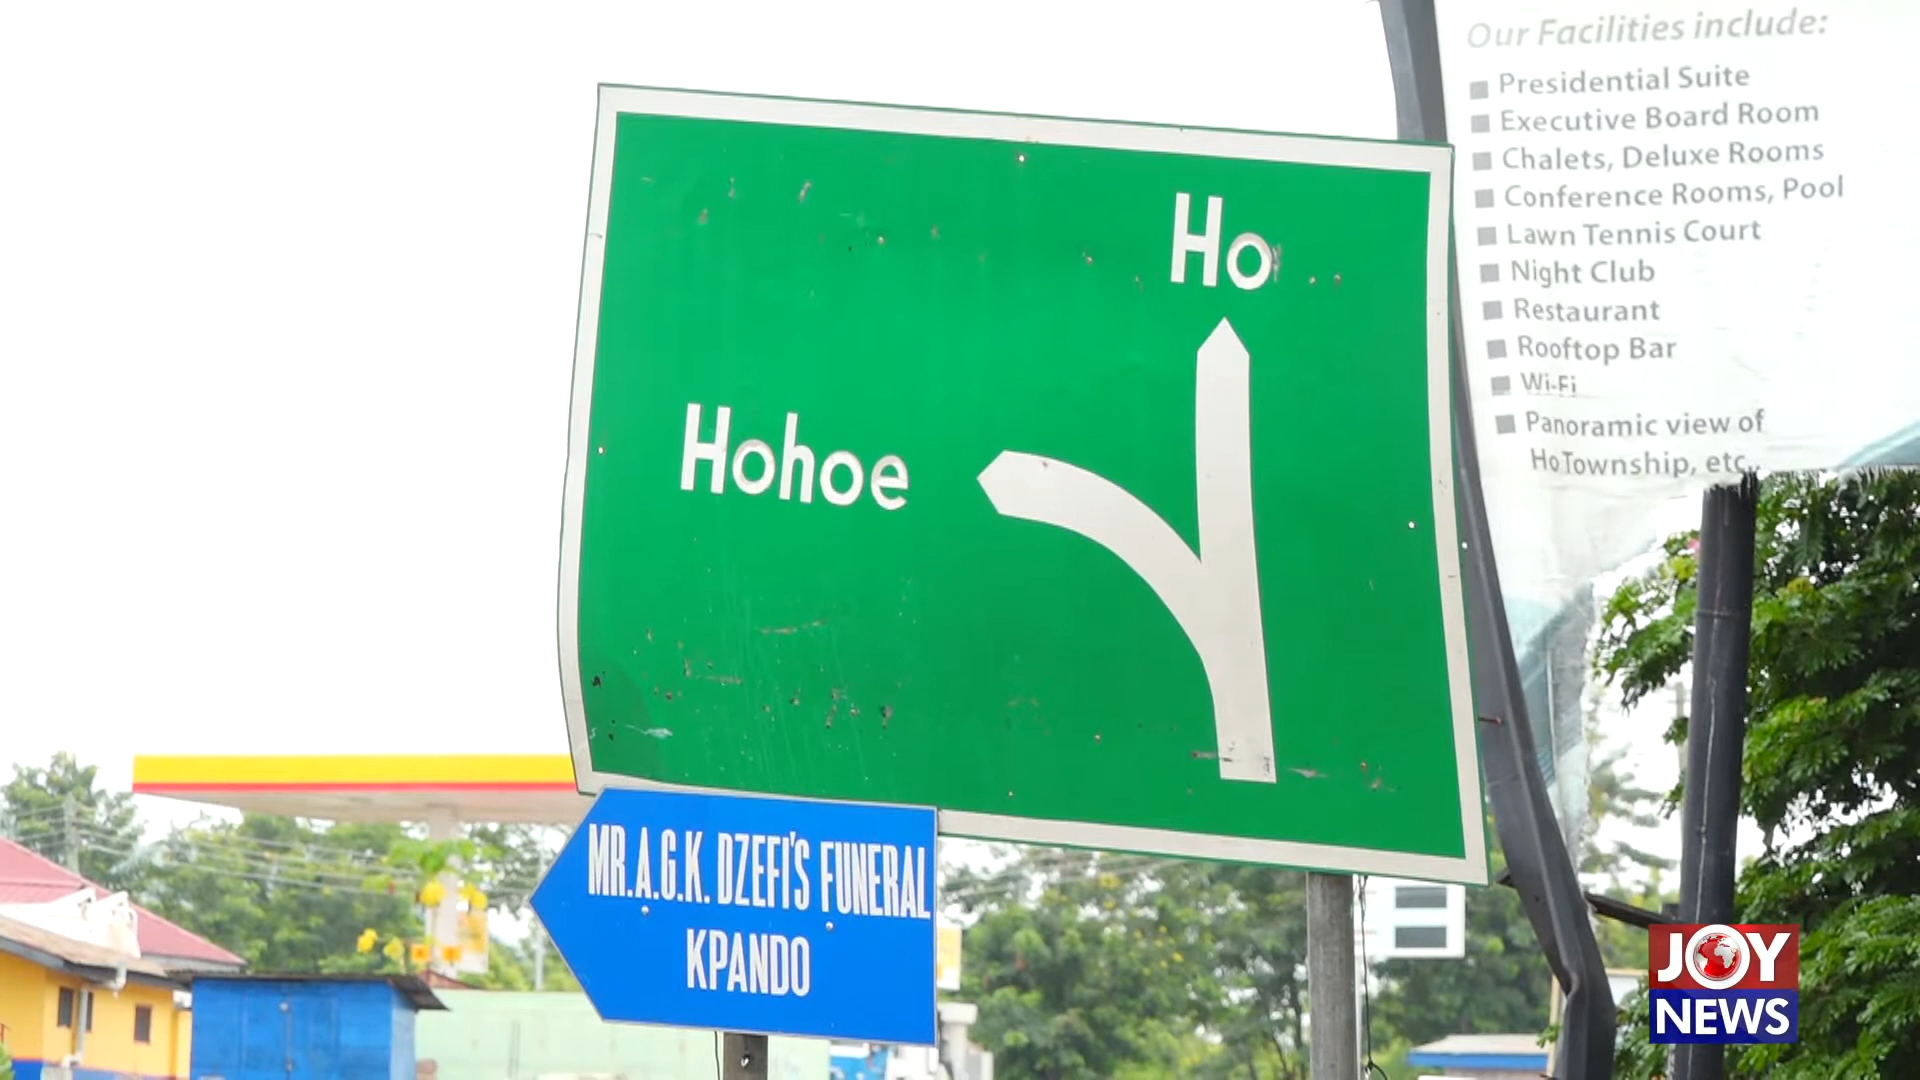 Our Facilities include:
Presidential Suite
Executive Board Room
Chalets, Deluxe Rooms
Conference Rooms, Pool
Lawn Tennis Court
Night Club
Restaurant
Rooftop Bar
Wi-Fi
Panoramic view of
Ho Township, etc.
Ho
Hohoe
MR.A.G.K. DZEFI'S FUNERAL
KPANDO
JOY
NEWS